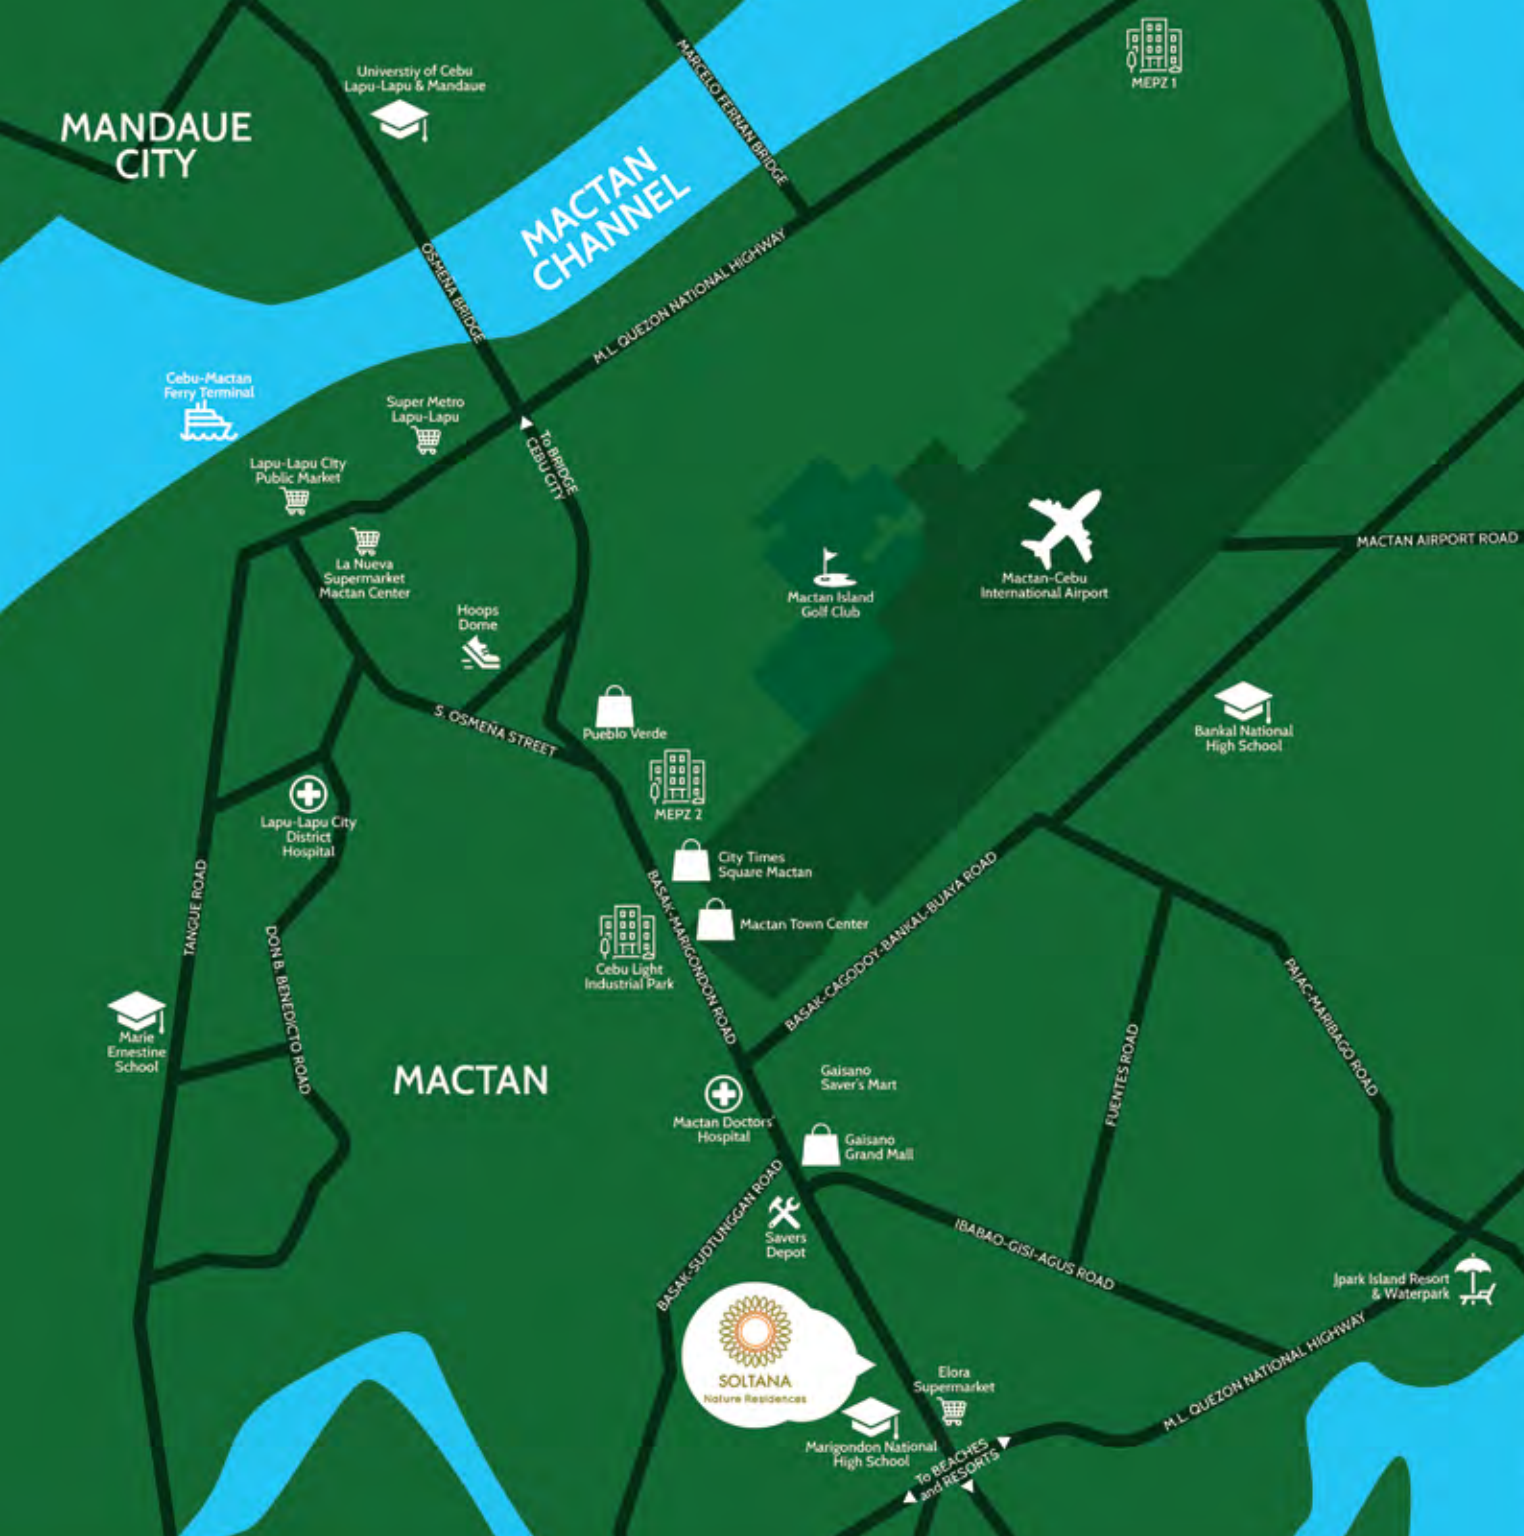 MEPZ 1
Universtiy of Cebu
Lapu-Lapu & Mandaue
MARCELO FERNAN BRIDGE
MANDAUE
CITY
MACTAN
CHANNEL
OSMENA BRIDGE
M.L. QUEZON NATIONAL HIGHWAY
Cebu-Mactan
Ferry Terminal
Super Metro
Lapu-Lapu
To BRIDGE
CEBU CITY
Lapu-Lapu City
Public Market
La Nueva
Supermarket
Mactan Center
MACTAN AIRPORT ROAD
Mactan-Cebu
International Airport
Mactan Island
Golf Club
Hoops
Dome
S. OSMEÑA STREET
Pueblo Verde
Bankal National
High School
MEPZ 2
Lapu-Lapu City
District
Hospital
City Times
Square Mactan
TANGUE ROAD
BASAK-MARIGONDON ROAD
Mactan Town Center
BASAK-CAGODOY-BANKAL-BUAYA ROAD
DON B. BENEDICTO ROAD
Cebu Light
Industrial Park
PAJAC-MARIBAGO ROAD
Marie
Ernestine
School
MACTAN
FUENTES ROAD
Gaisano
Saver's Mart
Mactan Doctors'
Hospital
Gaisano
Grand Mall
BASAK-SUDTUNGGAN ROAD
Savers
Depot
IBABAO-GISI-AGUS ROAD
Jpark Island Resort
& Waterpark
SOLTANA
Nature Residences
M.L. QUEZON NATIONAL HIGHWAY
Elora
Supermarket
Marigondon National
High School
To BEACHES
and RESORTS